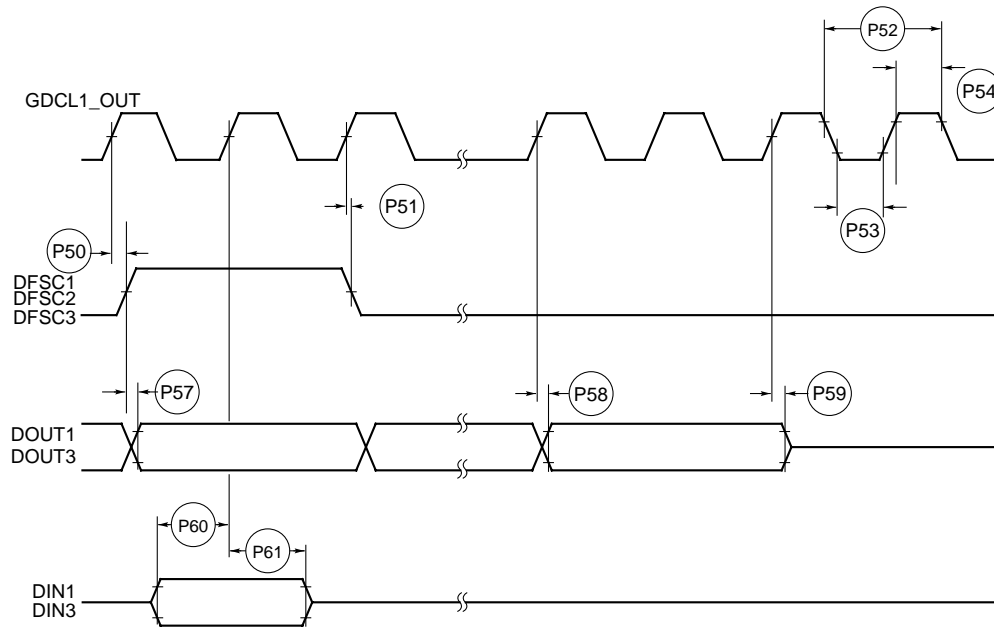 P52
GDCL1_OUT
P54
P51
P53
P50
DFSC1
DFSC2
DFSC3
P57
P58
P59
DOUT1
DOUT3
P60
P61
DIN1
DIN3